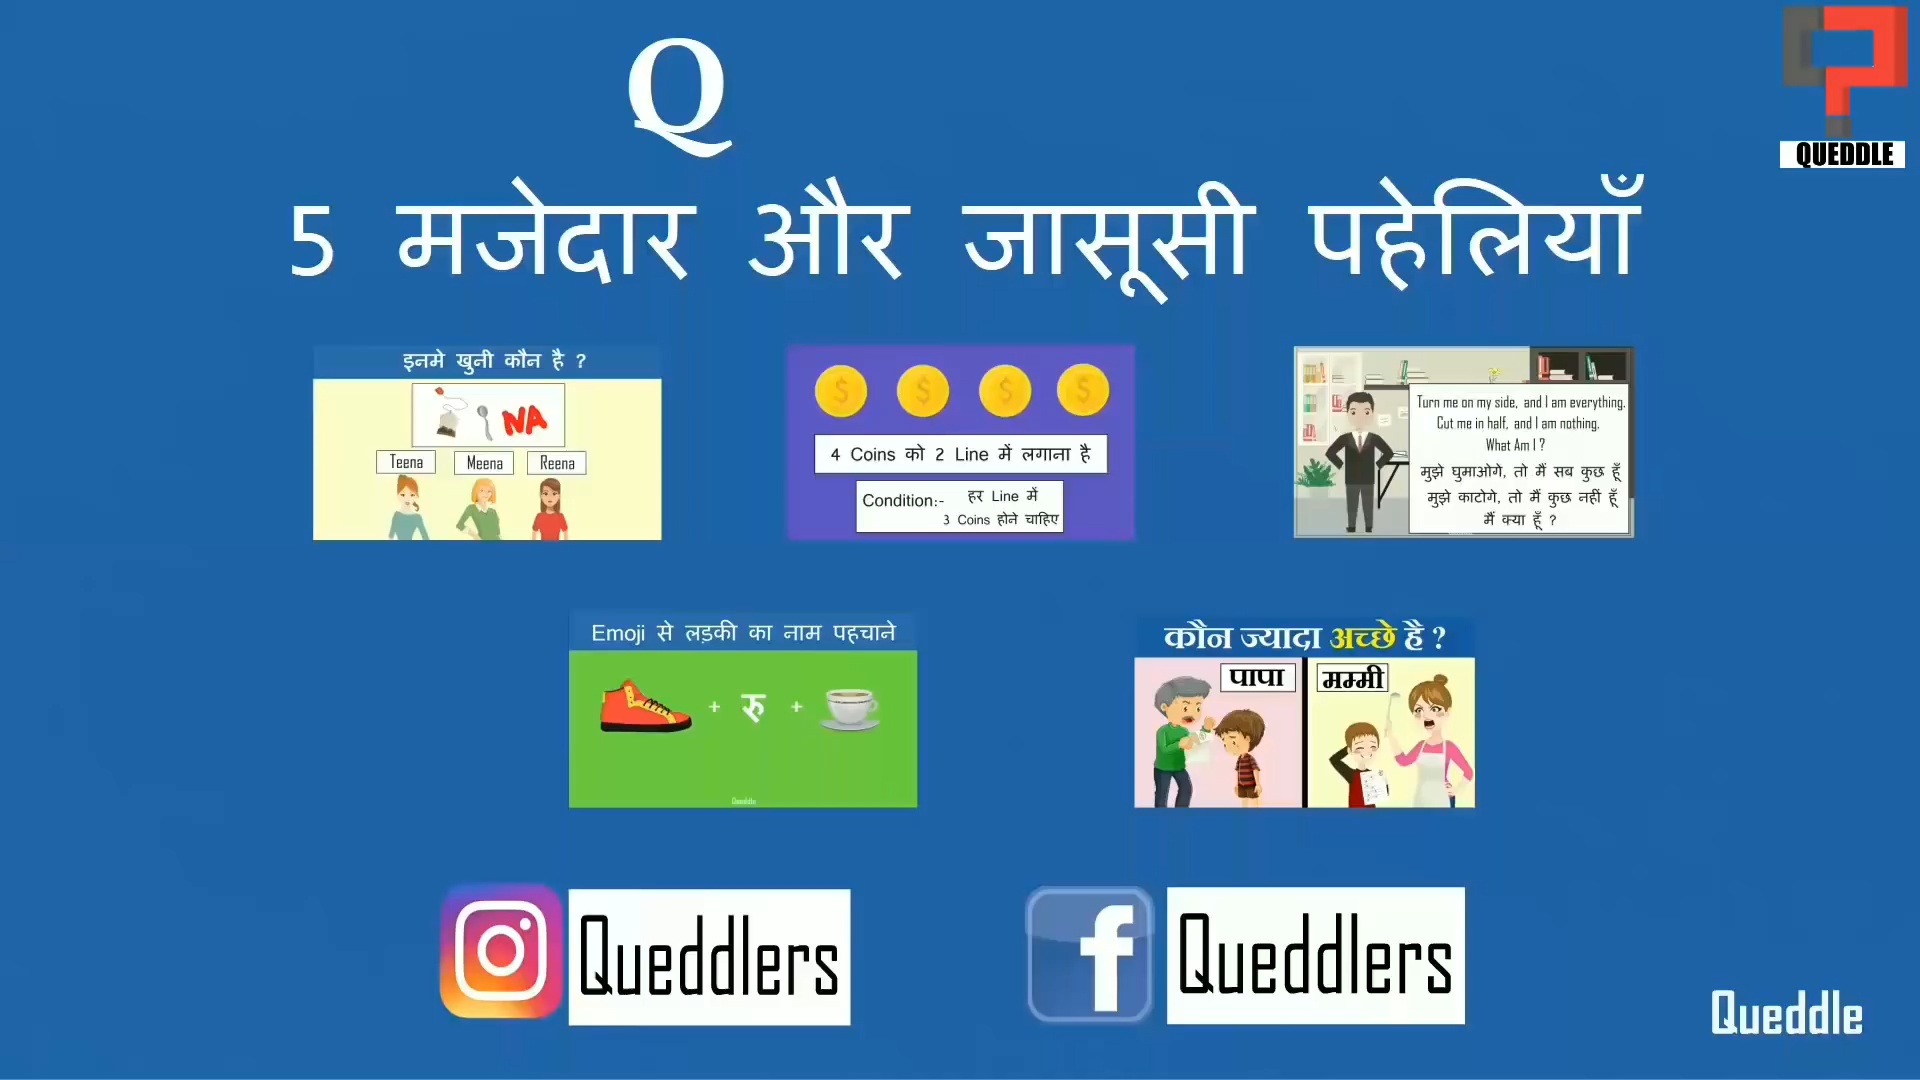 Q
QUEDDLE
5 मजेदार और जासूसी पहेलियाँ
इनमे खुनी कौन है ?
NA
Teena
Meena
Reena
4 Coins को 2 Line में लगाना है
Condition:- हर Line में
3 Coins होने चाहिए
Turn me on my side, and I am everything.
Cut me in half, and I am nothing.
What Am I ?
मुझे घुमाओगे, तो मैं सब कुछ हूँ
मुझे काटोगे, तो मैं कुछ नहीं हूँ
मैं क्या हूँ ?
Emoji से लड़की का नाम पहचाने
+ रु +
Queddle
कौन ज्यादा अच्छे है ?
पापा
मम्मी
Queddlers
Queddlers
Queddle